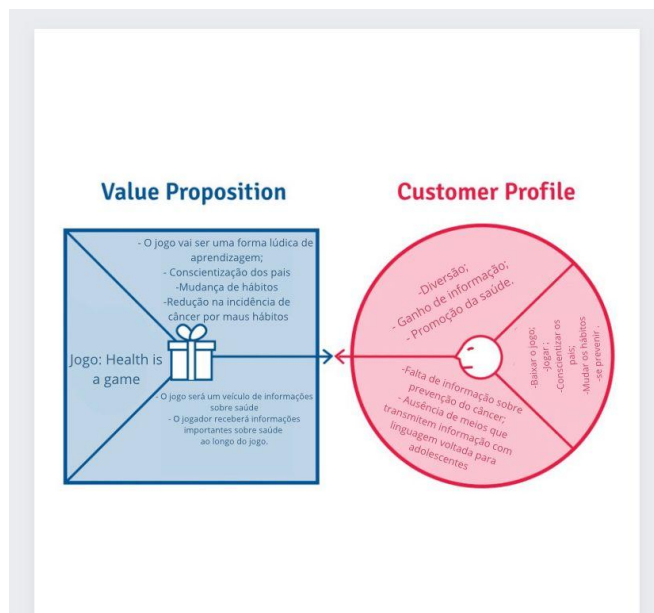 Value Proposition
Customer Profile
- O jogo vai ser uma forma lúdica de
aprendizagem;
- Conscientização dos pais
-Mudança de hábitos
-Redução na incidência de
câncer por maus hábitos
Jogo: Health is
a game
- O jogo será um veículo de informações
sobre saúde
- O jogador receberá informações
importantes sobre saúde
ao longo do jogo.
-Diversão;
- Ganho de informação;
- Promoção da saúde.
-Baixar o jogo;
-Jogar ;
-Conscientizar os
pais;
-Mudar os hábitos
-se prevenir .
-Falta de informação sobre
prevenção do câncer;
- Ausência de meios que
transmitem informação com
linguagem voltada para
adolescentes